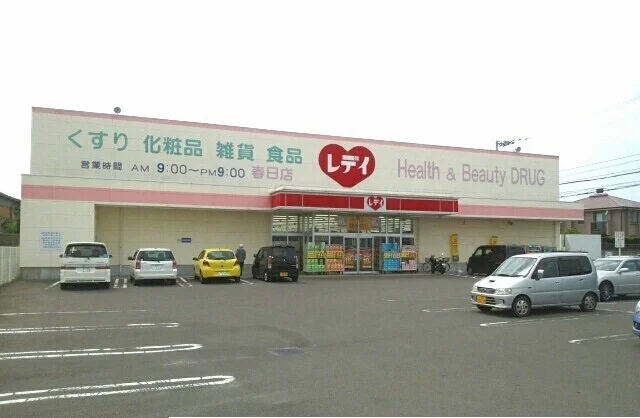 くすり 化粧品 雑貨 食品
営業時間 AM 9:00〜PM9:00 春日店
レデイ
Health & Beauty DRUG
レデイ